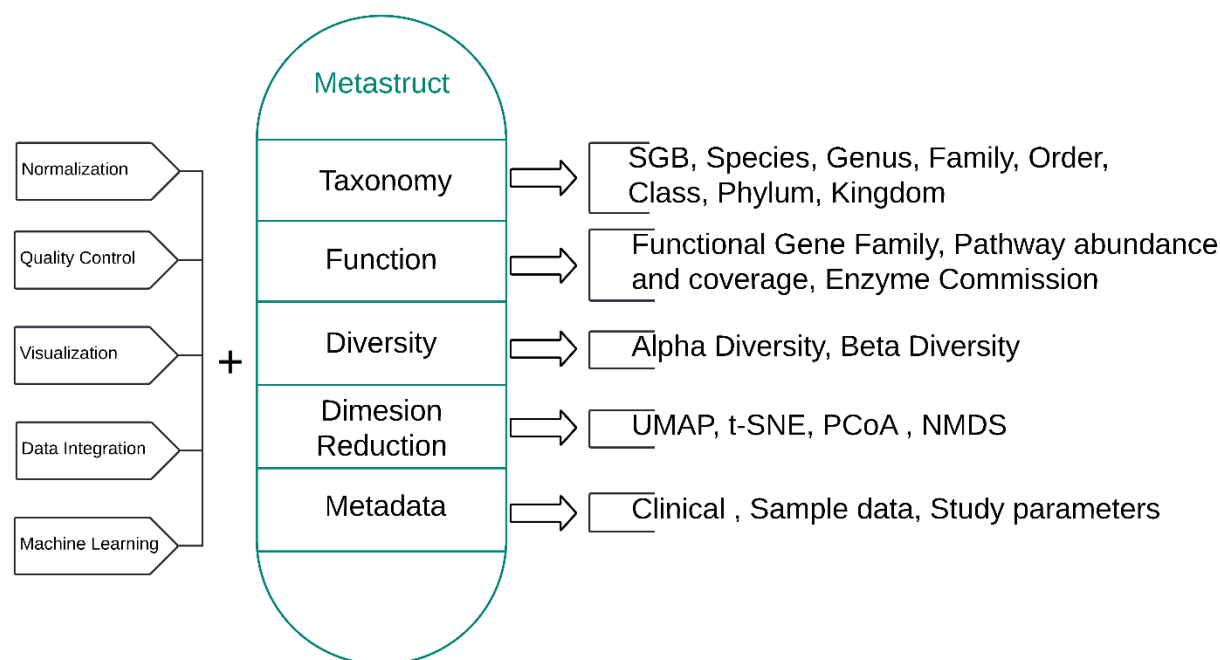 Metastruct
Normalization
Quality Control
Visualization
Data Integration
Machine Learning
+
Taxonomy
SGB, Species, Genus, Family, Order,
Class, Phylum, Kingdom
Function
Functional Gene Family, Pathway abundance
and coverage, Enzyme Commission
Diversity
Alpha Diversity, Beta Diversity
Dimesion
Reduction
UMAP, t-SNE, PCoA , NMDS
Metadata
Clinical , Sample data, Study parameters